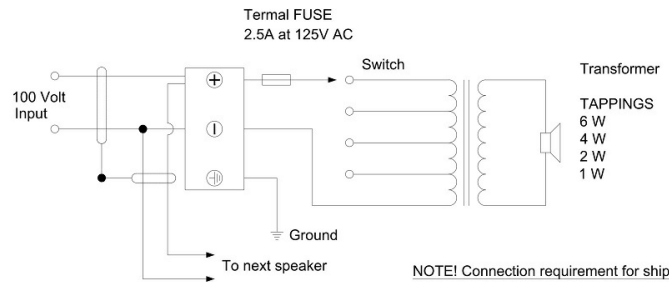 Termal FUSE
2.5A at 125V AC
Switch
Transformer
100 Volt
Input
TAPPINGS
6 W
4 W
2 W
1 W
Ground
To next speaker
NOTE! Connection requirement for ship